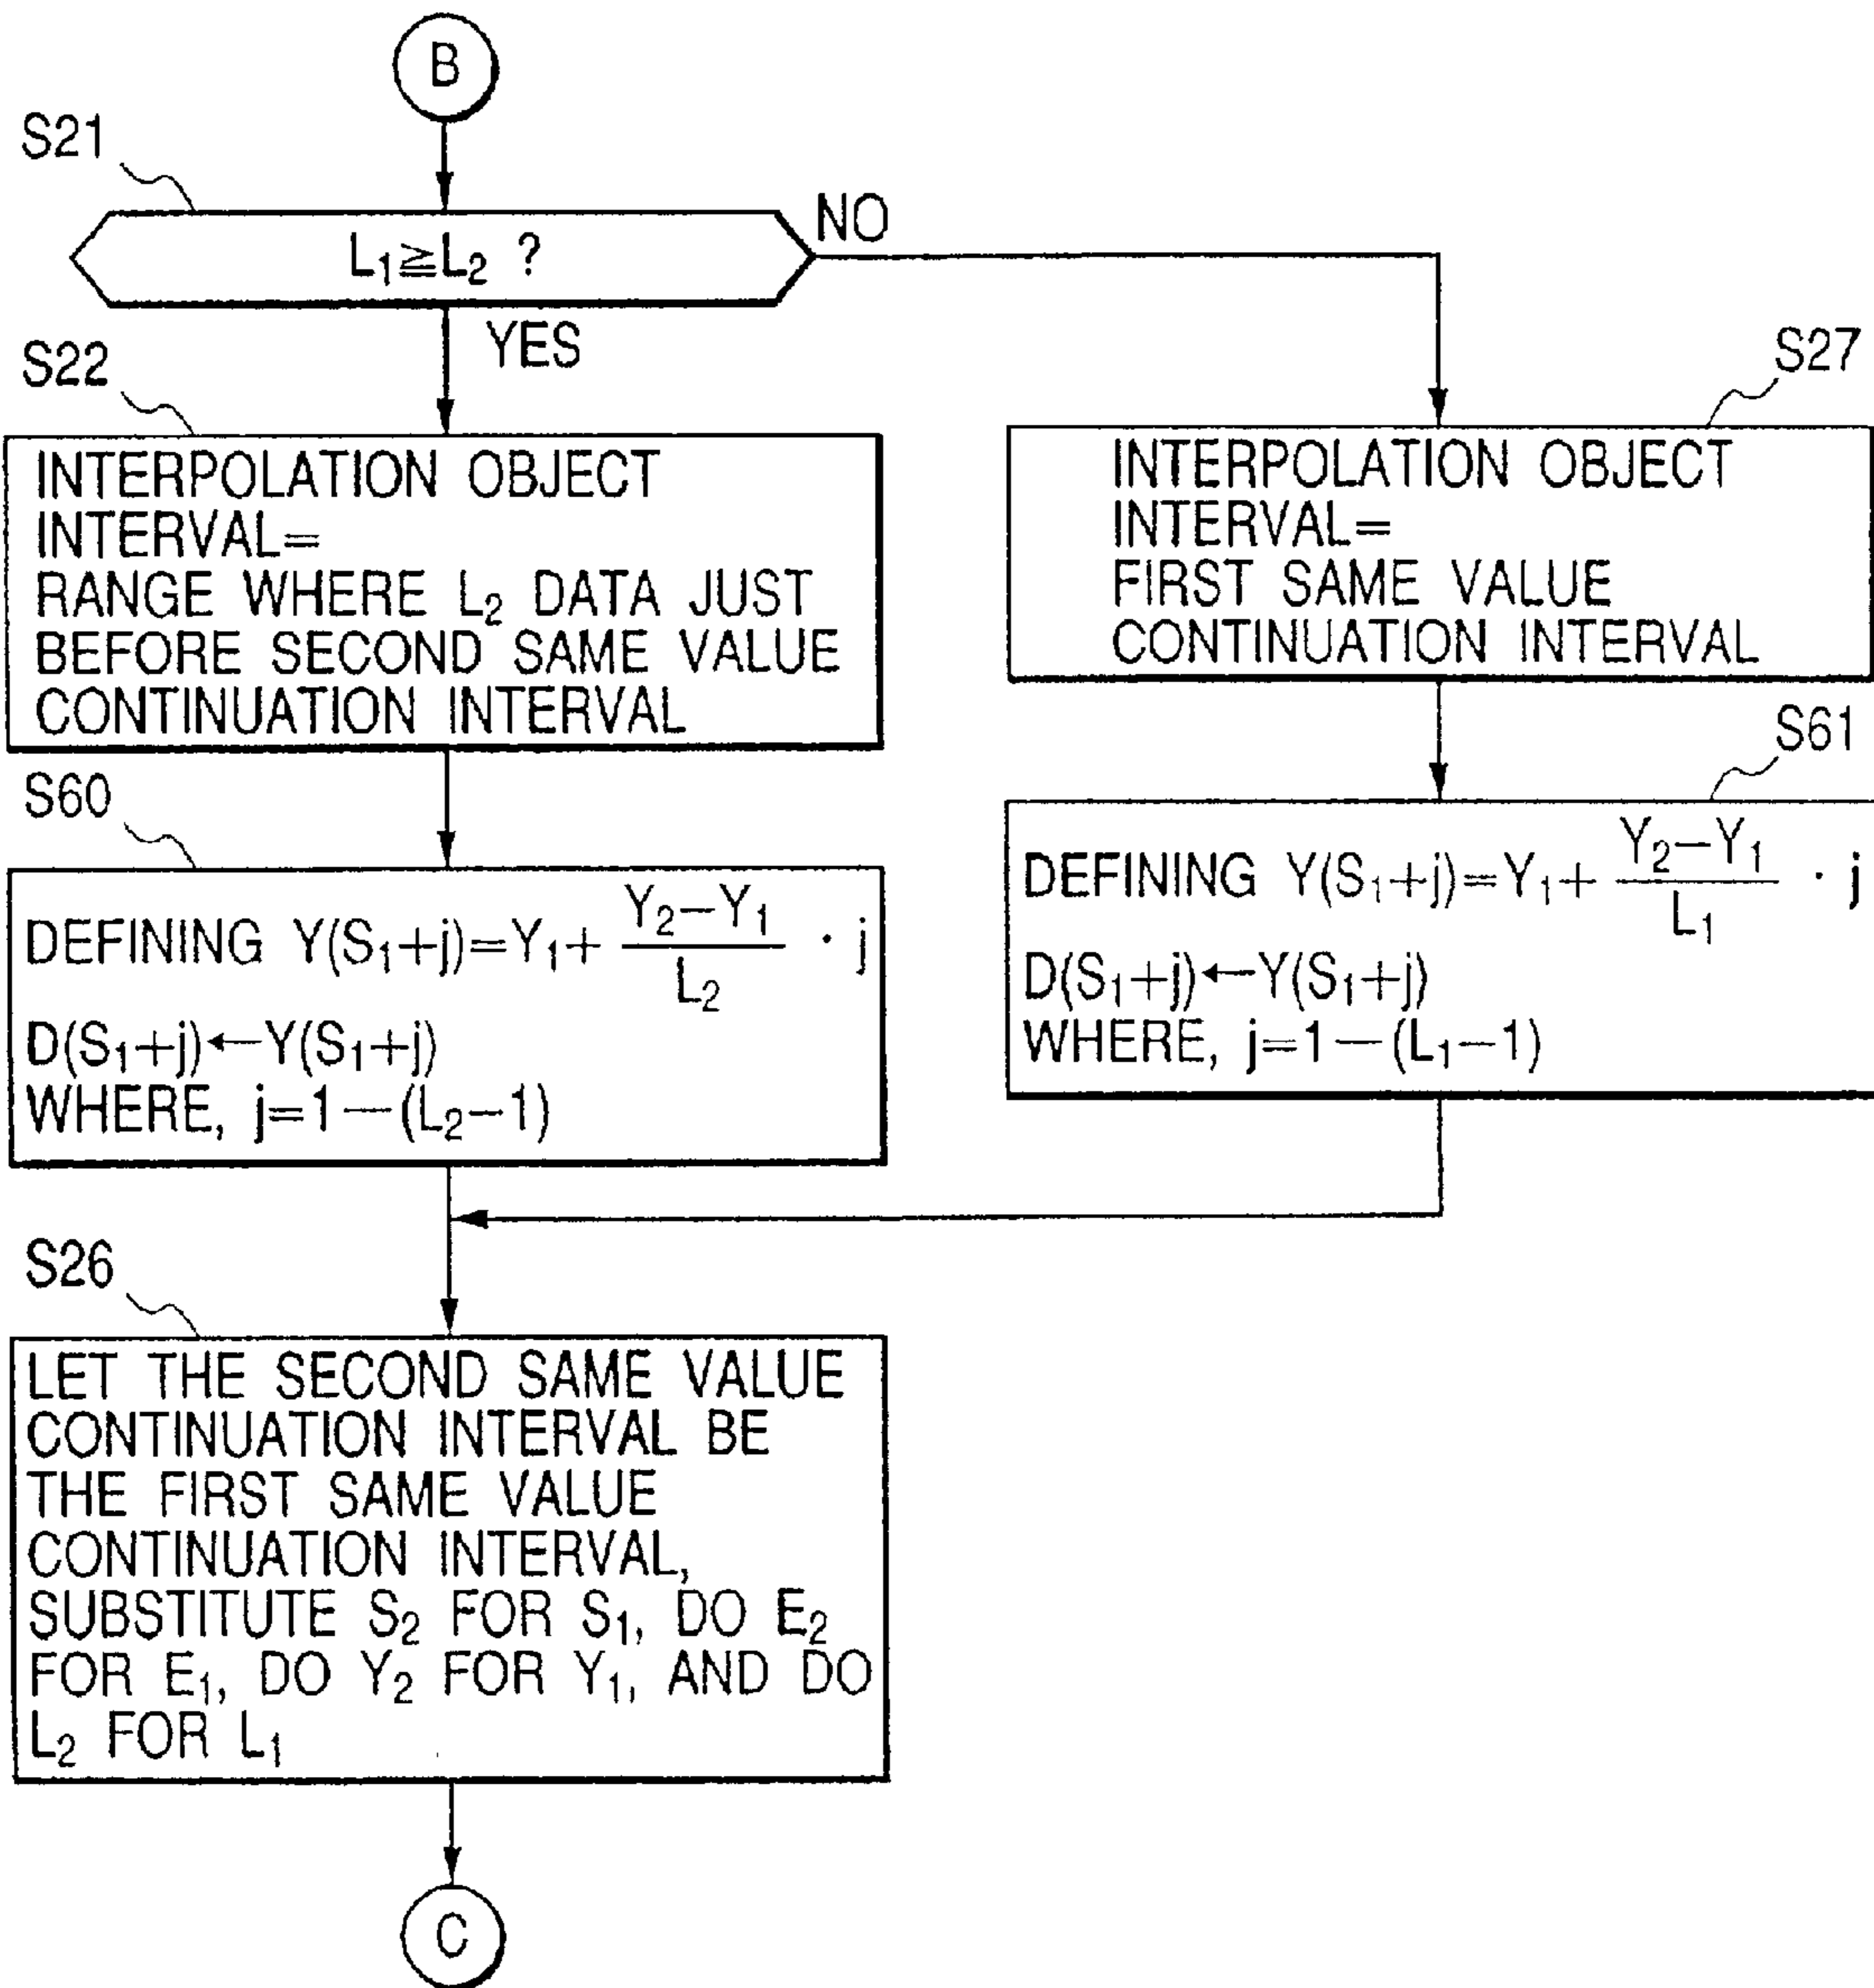 B
S21
L₁≧L₂ ?
NO
YES
S22
INTERPOLATION OBJECT
INTERVAL=
RANGE WHERE L₂ DATA JUST
BEFORE SECOND SAME VALUE
CONTINUATION INTERVAL
S27
INTERPOLATION OBJECT
INTERVAL=
FIRST SAME VALUE
CONTINUATION INTERVAL
S60
DEFINING Y(S₁+j)=Y₁+ (Y₂−Y₁)/L₂ · j
D(S₁+j)←Y(S₁+j)
WHERE, j=1—(L₂−1)
S61
DEFINING Y(S₁+j)=Y₁+ (Y₂−Y₁)/L₁ · j
D(S₁+j)←Y(S₁+j)
WHERE, j=1—(L₁−1)
S26
LET THE SECOND SAME VALUE
CONTINUATION INTERVAL BE
THE FIRST SAME VALUE
CONTINUATION INTERVAL,
SUBSTITUTE S₂ FOR S₁, DO E₂
FOR E₁, DO Y₂ FOR Y₁, AND DO
L₂ FOR L₁
C